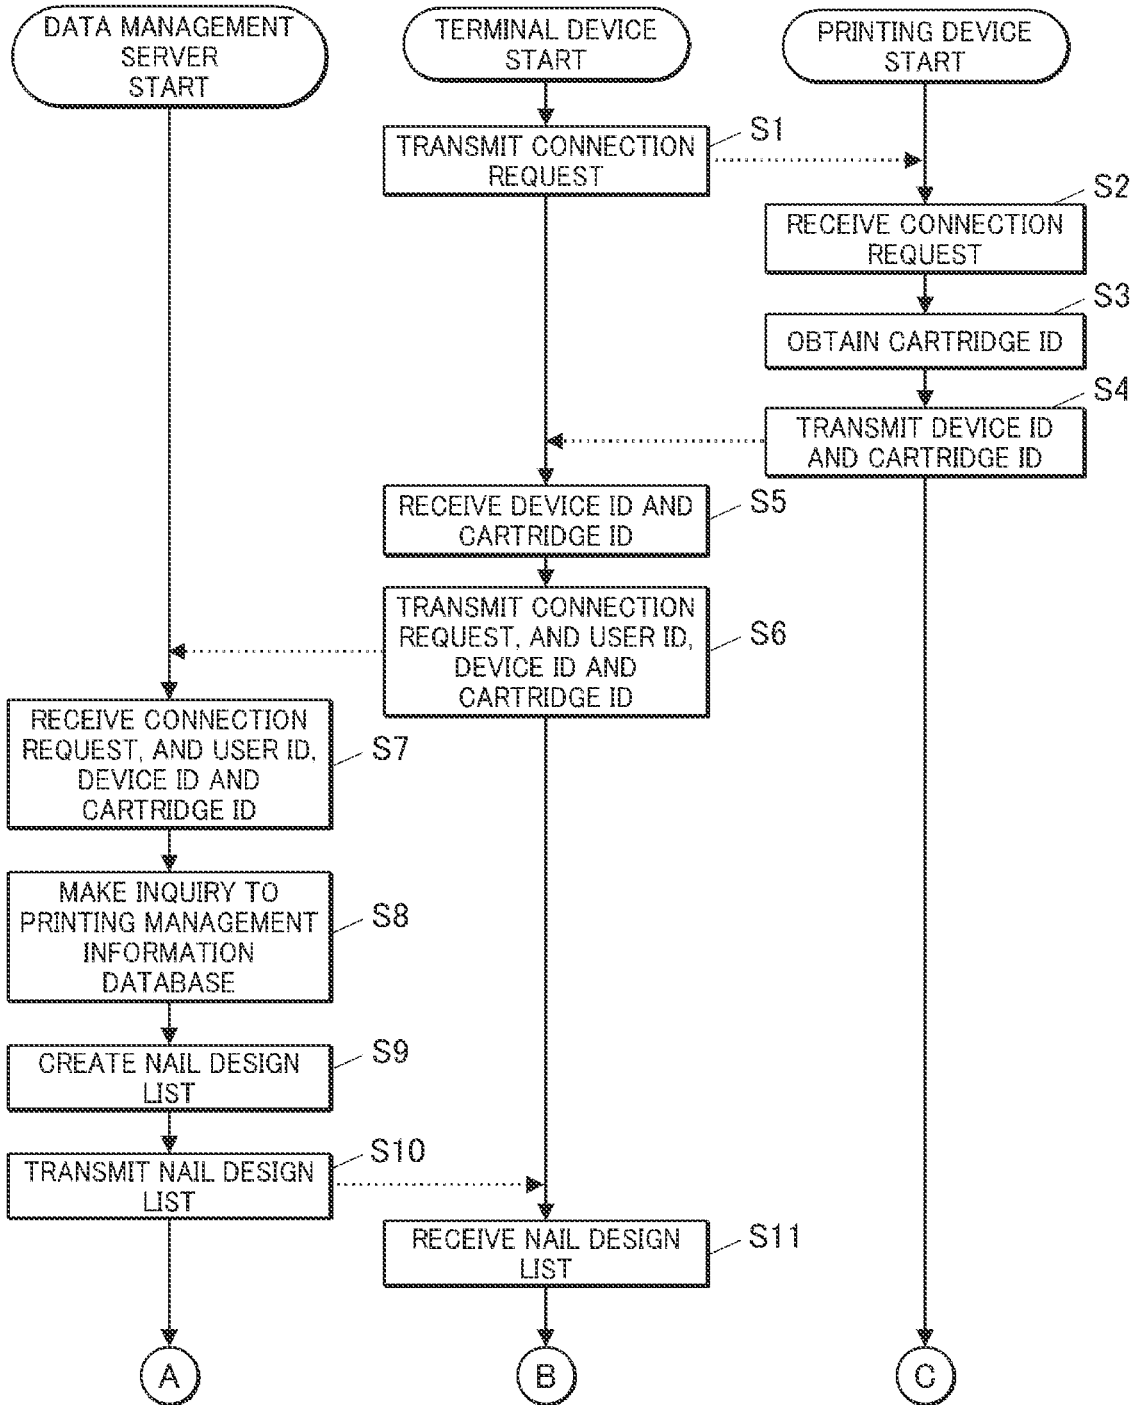 DATA MANAGEMENT
SERVER
START
TERMINAL DEVICE
START
PRINTING DEVICE
START
TRANSMIT CONNECTION
REQUEST
S1
RECEIVE CONNECTION
REQUEST
S2
OBTAIN CARTRIDGE ID
S3
TRANSMIT DEVICE ID
AND CARTRIDGE ID
S4
RECEIVE DEVICE ID AND
CARTRIDGE ID
S5
TRANSMIT CONNECTION
REQUEST, AND USER ID,
DEVICE ID AND
CARTRIDGE ID
S6
RECEIVE CONNECTION
REQUEST, AND USER ID,
DEVICE ID AND
CARTRIDGE ID
S7
MAKE INQUIRY TO
PRINTING MANAGEMENT
INFORMATION
DATABASE
S8
CREATE NAIL DESIGN
LIST
S9
TRANSMIT NAIL DESIGN
LIST
S10
RECEIVE NAIL DESIGN
LIST
S11
A
B
C